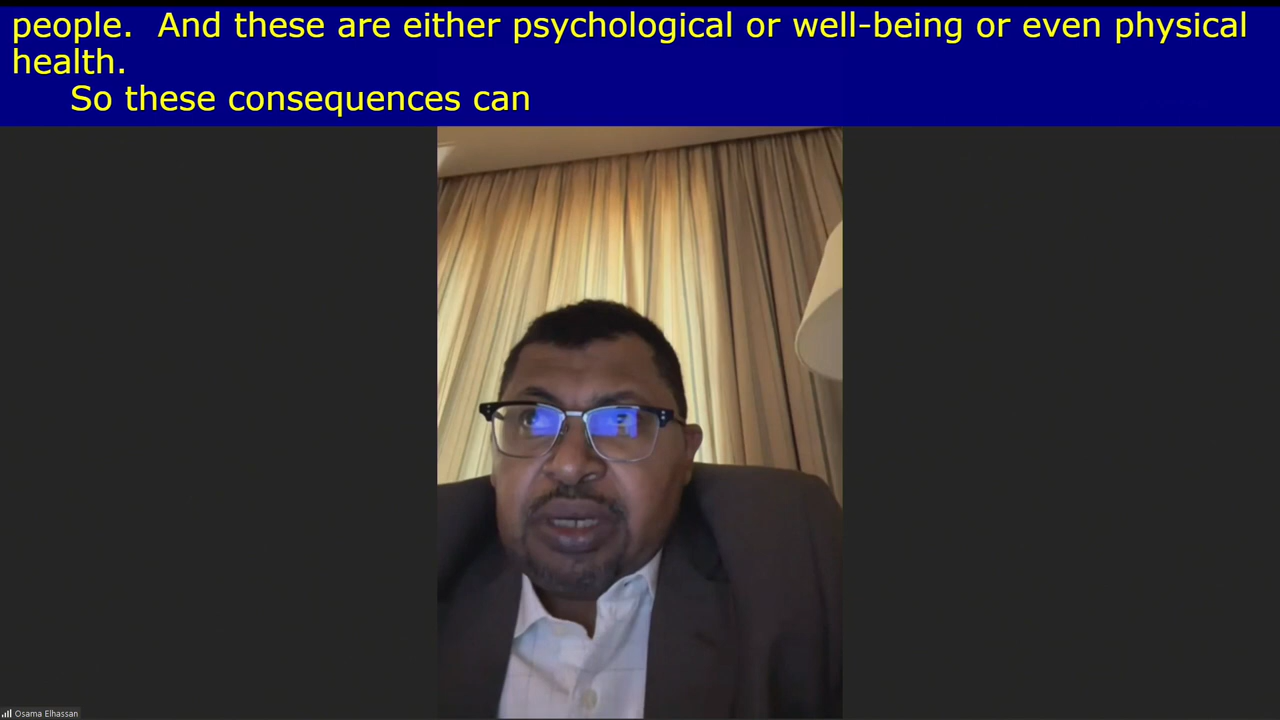 people.  And these are either psychological or well-being or even physical
health.
So these consequences can
Osama Elhassan